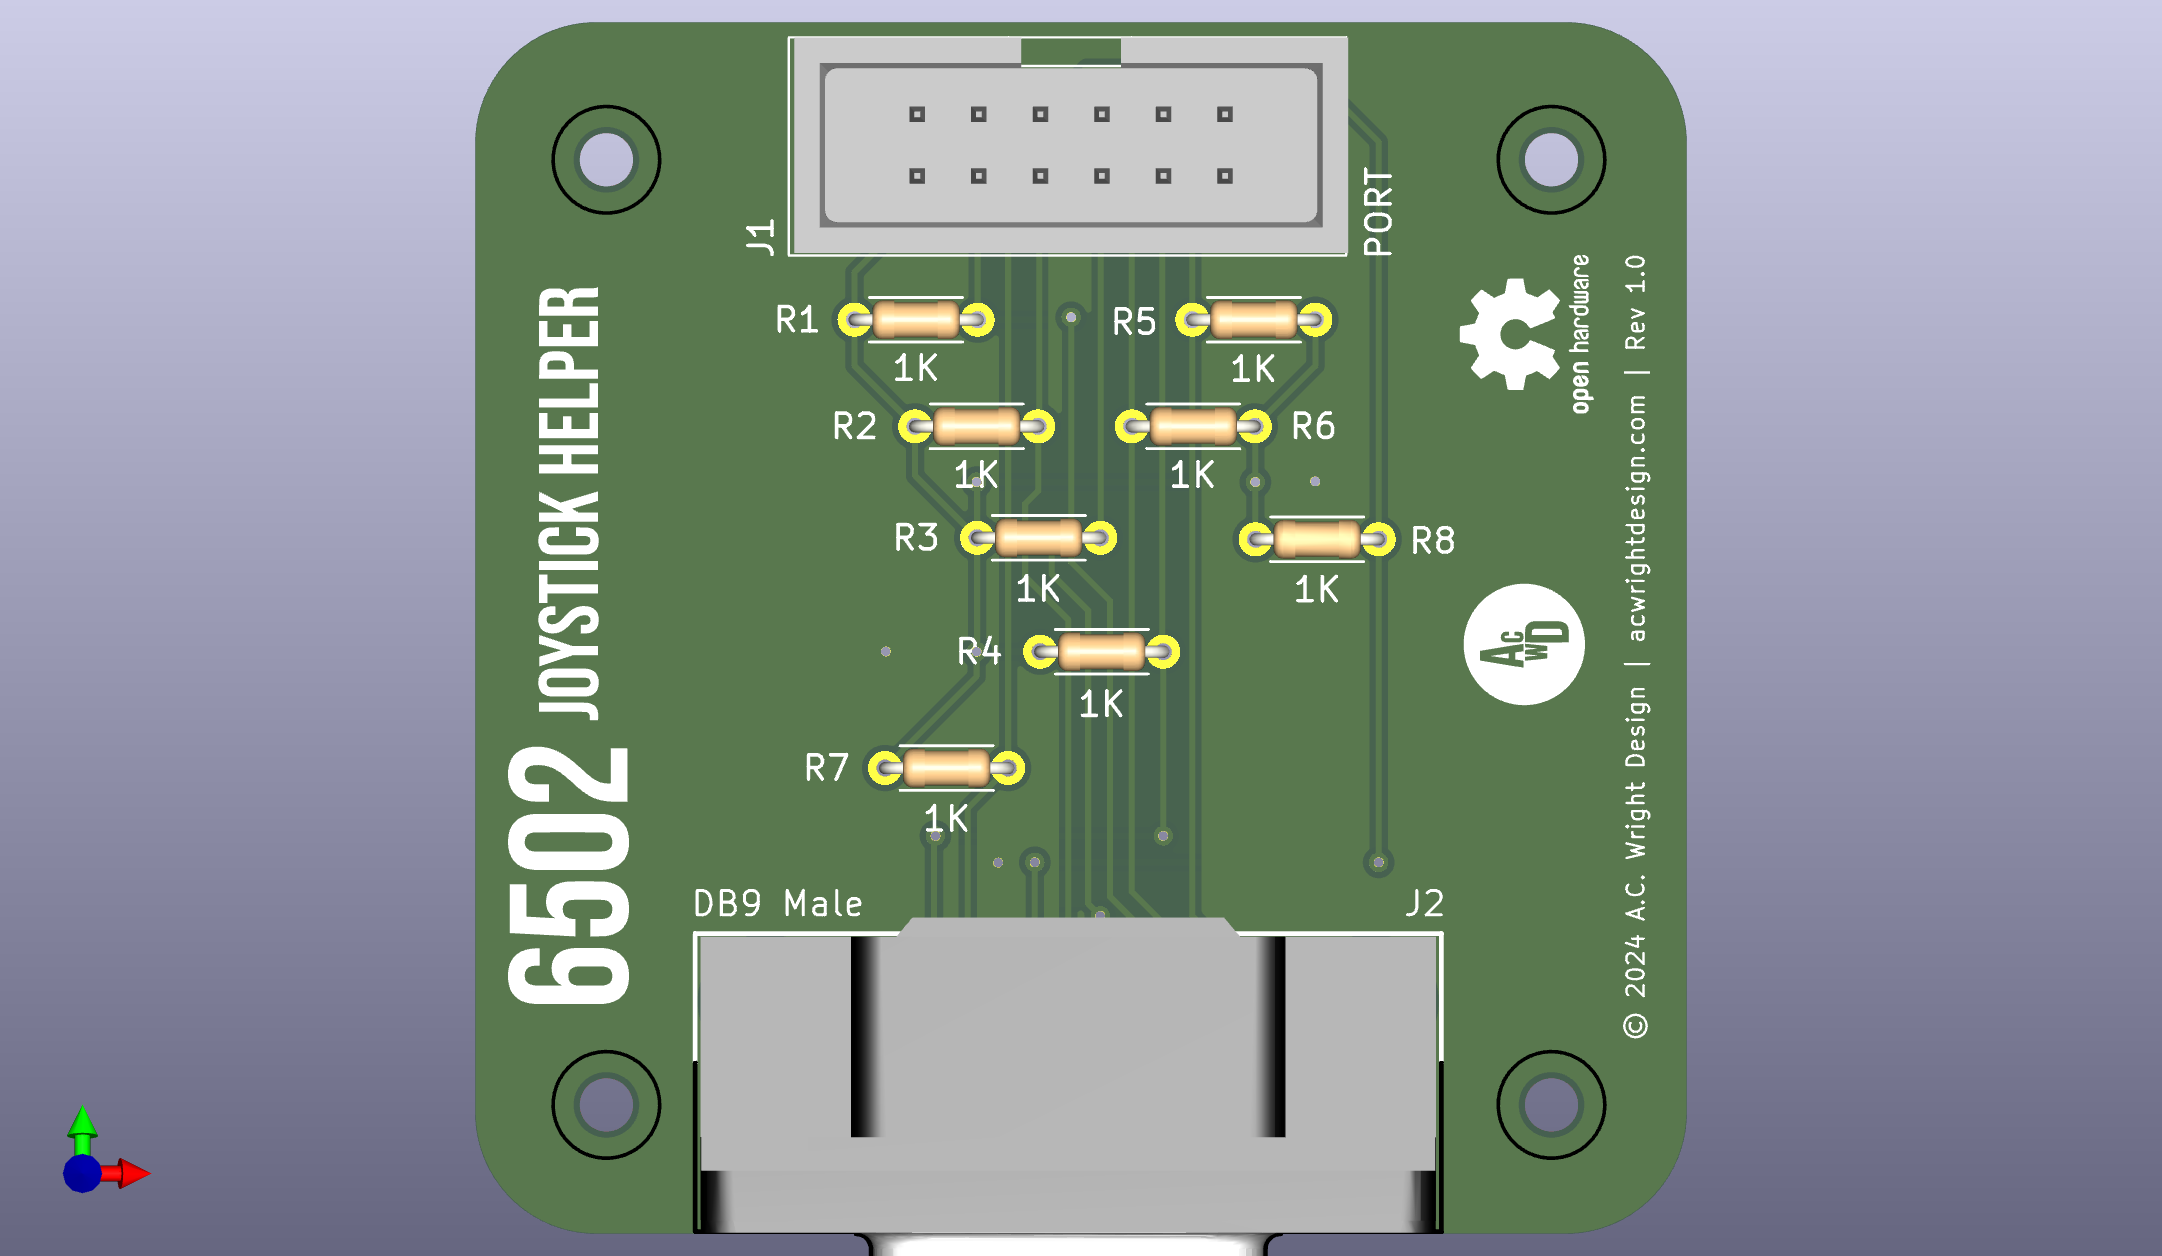 J1
PORT
R1
1K
R5
1K
R2
1K
R6
1K
R3
1K
R8
1K
R4
1K
R7
1K
DB9 Male
J2
6502 JOYSTICK HELPER
open hardware
ACWD
© 2024 A.C. Wright Design | acwrightdesign.com | Rev 1.0